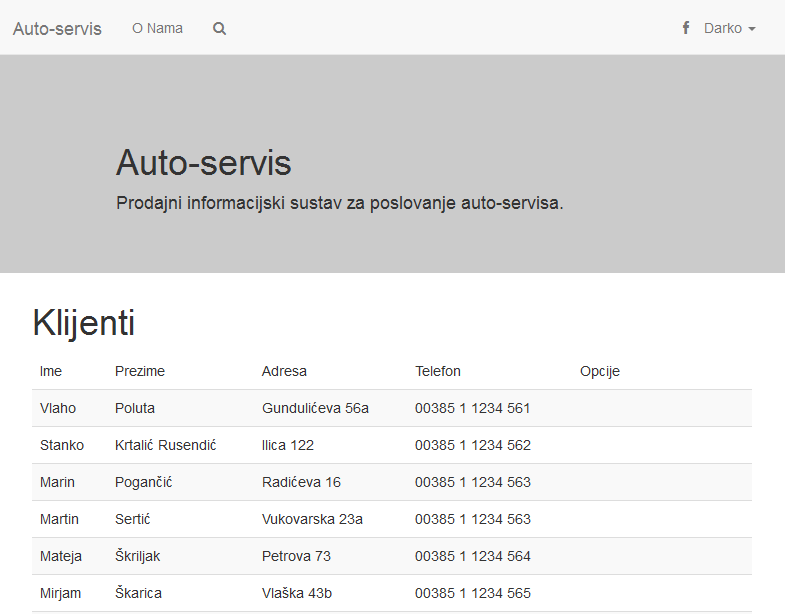 Auto-servis O Nama Darko
Auto-servis
Prodajni informacijski sustav za poslovanje auto-servisa.
Klijenti
Ime Prezime Adresa Telefon Opcije
Vlaho Poluta Gundulićeva 56a 00385 1 1234 561
Stanko Krtalić Rusendić Ilica 122 00385 1 1234 562
Marin Pogančić Radićeva 16 00385 1 1234 563
Martin Sertić Vukovarska 23a 00385 1 1234 563
Mateja Škriljak Petrova 73 00385 1 1234 564
Mirjam Škarica Vlaška 43b 00385 1 1234 565